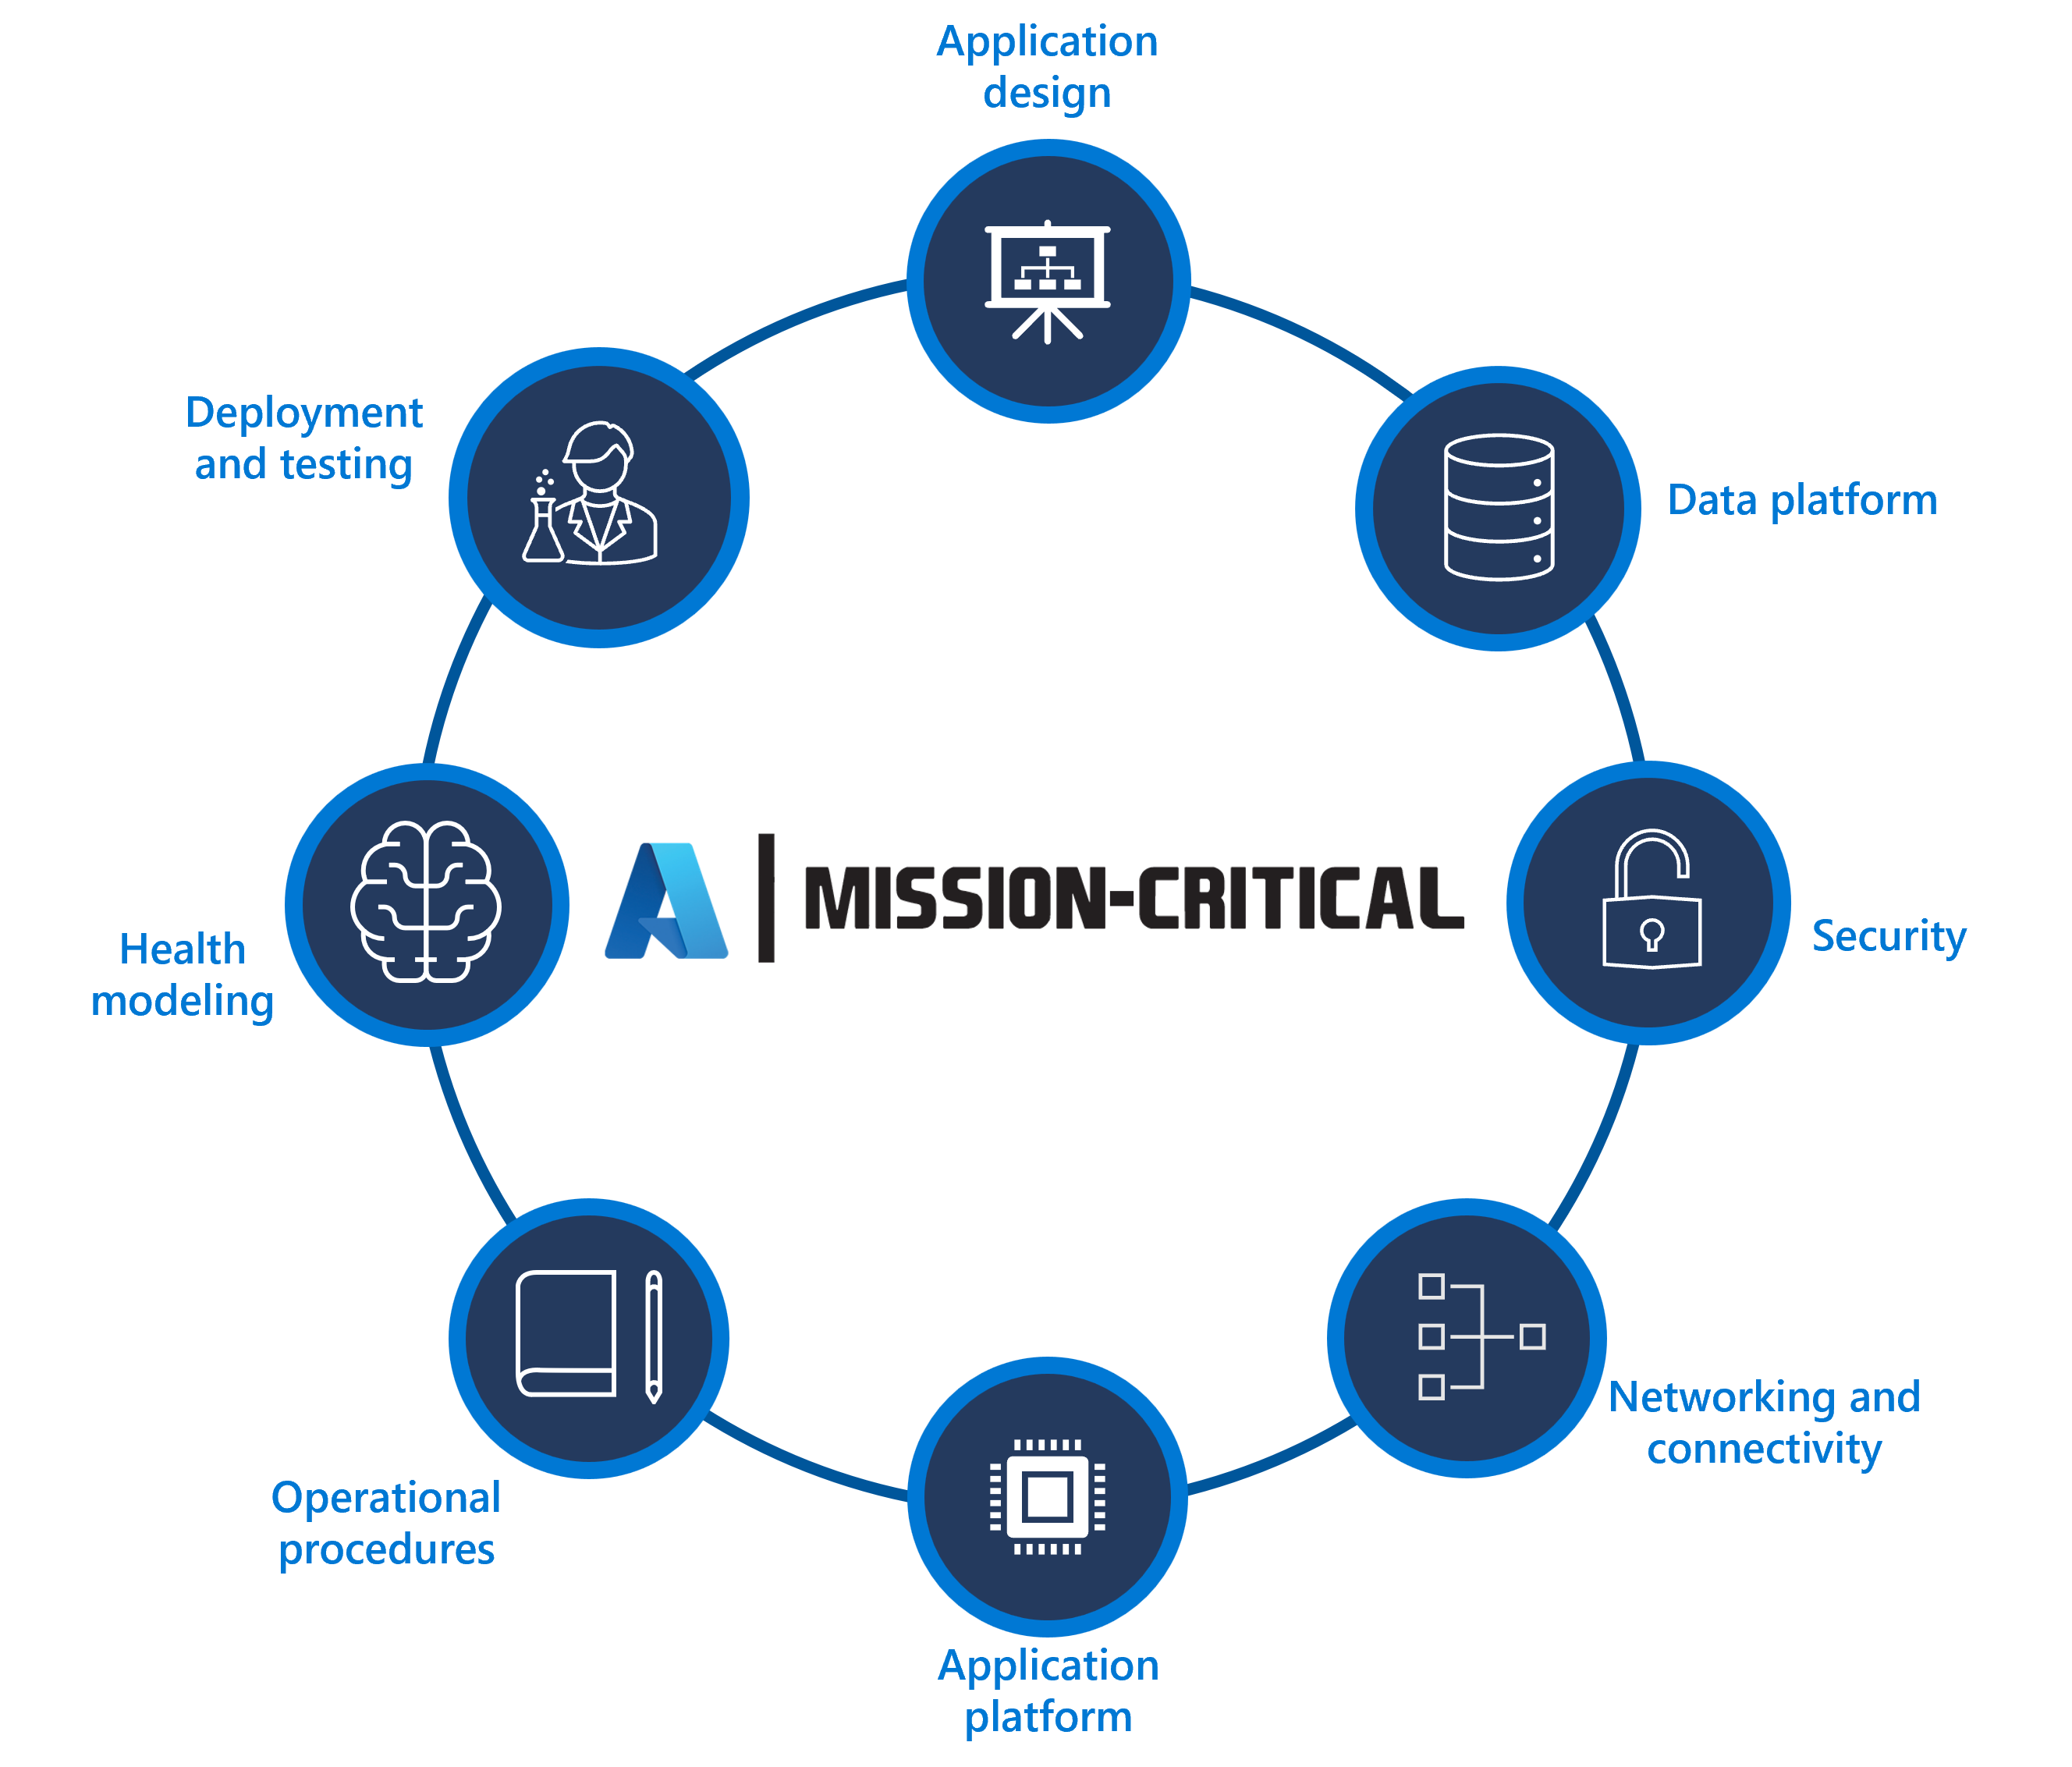 Application
design
Deployment
and testing
Data platform
MISSION-CRITICAL
Security
Health
modeling
Networking and
connectivity
Operational
procedures
Application
platform